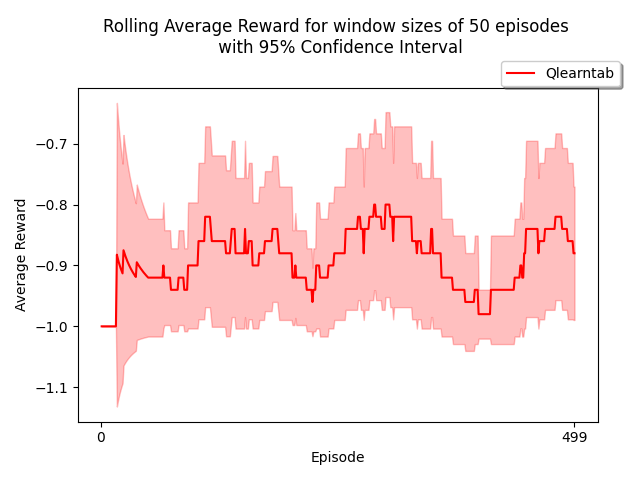 Rolling Average Reward for window sizes of 50 episodes
with 95% Confidence Interval
Qlearntab
−0.7
−0.8
−0.9
−1.0
−1.1
Average Reward
0
499
Episode